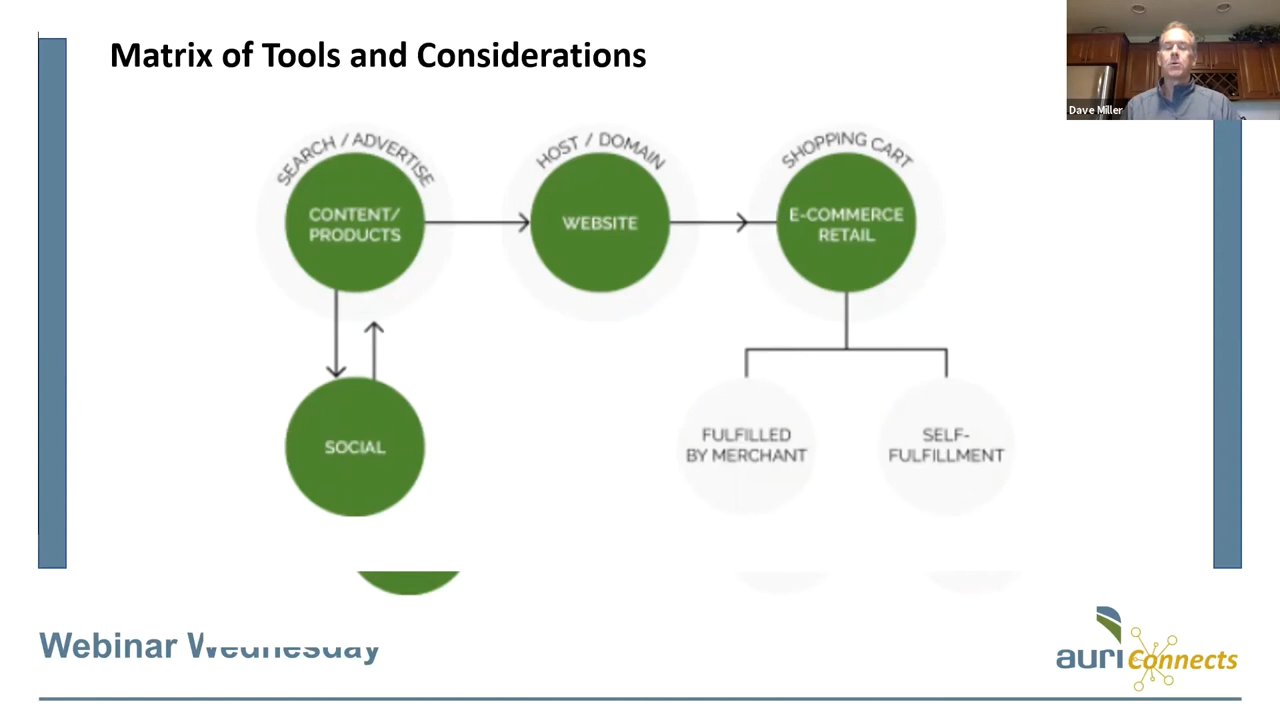 Matrix of Tools and Considerations
Dave Miller
SEARCH / ADVERTISE
CONTENT/
PRODUCTS
HOST / DOMAIN
WEBSITE
SHOPPING CART
E-COMMERCE
RETAIL
SOCIAL
FULFILLED
BY MERCHANT
SELF-
FULFILLMENT
Webinar Wednesday
auri Connects